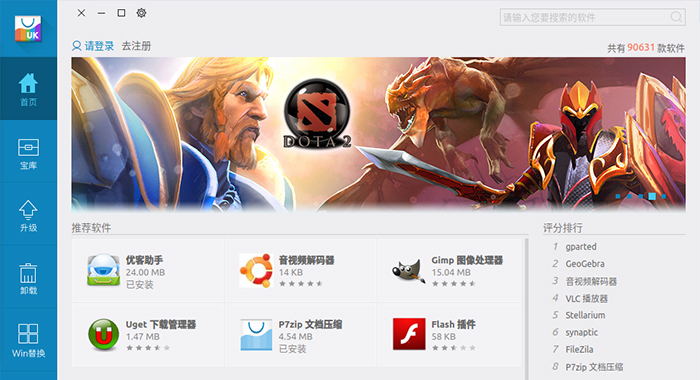 UK
请输入您要搜索的软件
请登录 去注册
共有 90631 款软件
首页
宝库
升级
卸载
Win替换
DOTA 2
推荐软件
优客助手
24.00 MB
已安装
音视频解码器
14 KB
Gimp 图像处理器
15.04 MB
Uget 下载管理器
1.47 MB
P7zip 文档压缩
4.54 MB
已安装
Flash 插件
58 KB
评分排行
1 gparted
2 GeoGebra
3 音视频解码器
4 VLC 播放器
5 Stellarium
6 synaptic
7 FileZilla
8 P7zip 文档压缩